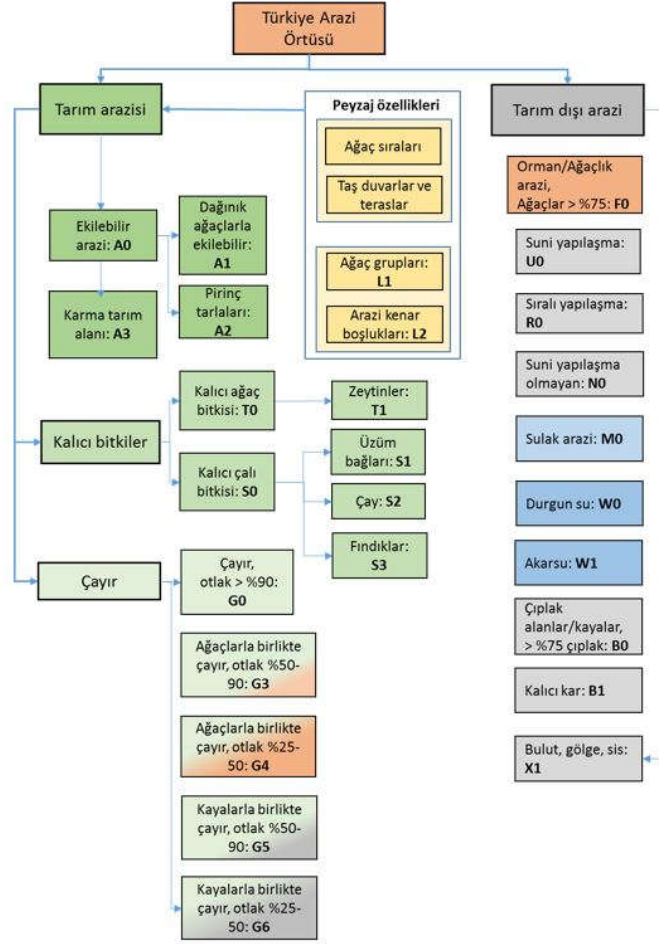 Türkiye Arazi
Örtüsü
Tarım arazisi
Peyzaj özellikleri
Ağaç sıraları
Taş duvarlar ve
teraslar
Ağaç grupları:
L1
Arazi kenar
boşlukları: L2
Tarım dışı arazi
Ekilebilir
arazi: A0
Dağınık
ağaçlarla
ekilebilir:
A1
Karma tarım
alanı: A3
Pirinç
tarlaları:
A2
Kalıcı bitkiler
Kalıcı ağaç
bitkisi: T0
Zeytinler:
T1
Kalıcı çalı
bitkisi: S0
Üzüm
bağları: S1
Çay: S2
Fındıklar:
S3
Çayır
Çayır,
otlak > %90:
G0
Ağaçlarla birlikte
çayır, otlak %50-
90: G3
Ağaçlarla birlikte
çayır, otlak %25-
50: G4
Kayalarla birlikte
çayır, otlak %50-
90: G5
Kayalarla birlikte
çayır, otlak %25-
50: G6
Orman/Ağaçlık
arazi,
Ağaçlar > %75: F0
Suni yapılaşma:
U0
Sıralı yapılaşma:
R0
Suni yapılaşma
olmayan: N0
Sulak arazi: M0
Durgun su: W0
Akarsu: W1
Çıplak
alanlar/kayalar,
> %75 çıplak: B0
Kalıcı kar: B1
Bulut, gölge, sis:
X1